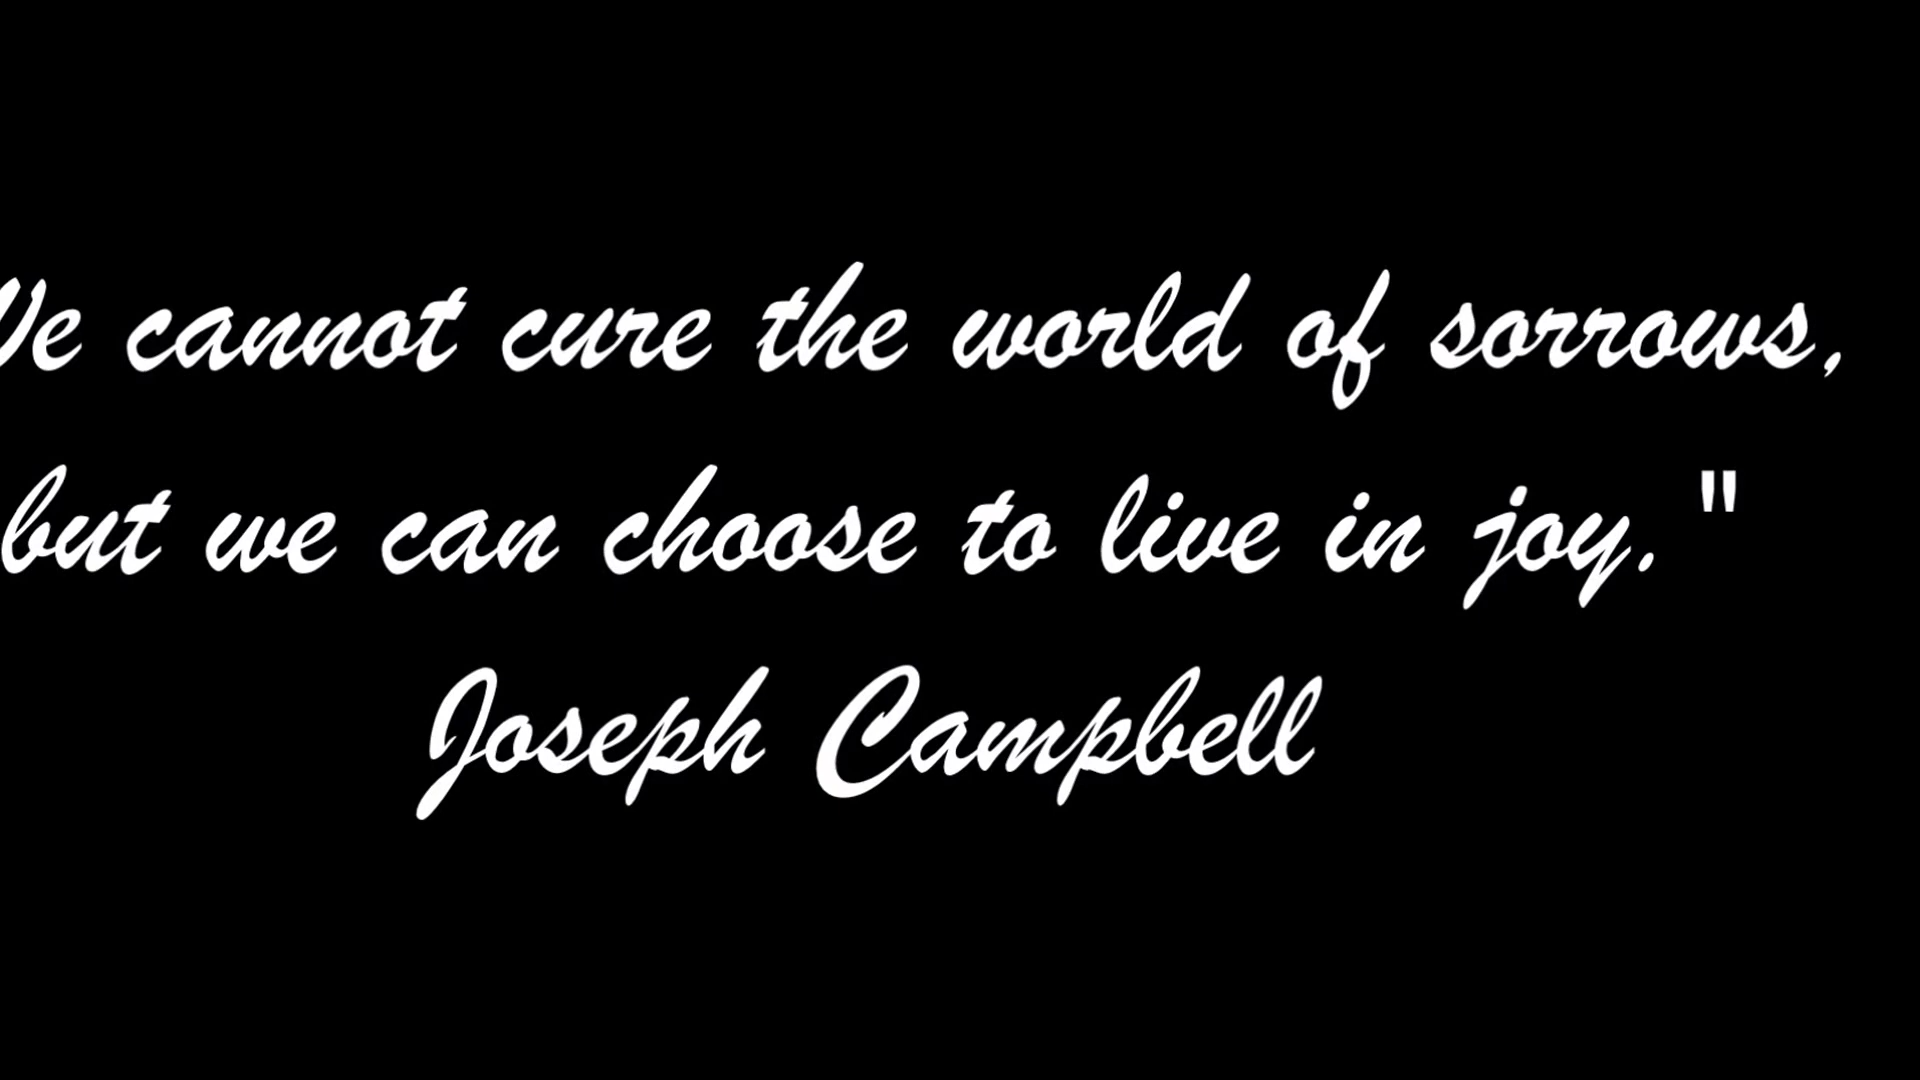 We cannot cure the world of sorrows,
but we can choose to live in joy."
Joseph Campbell